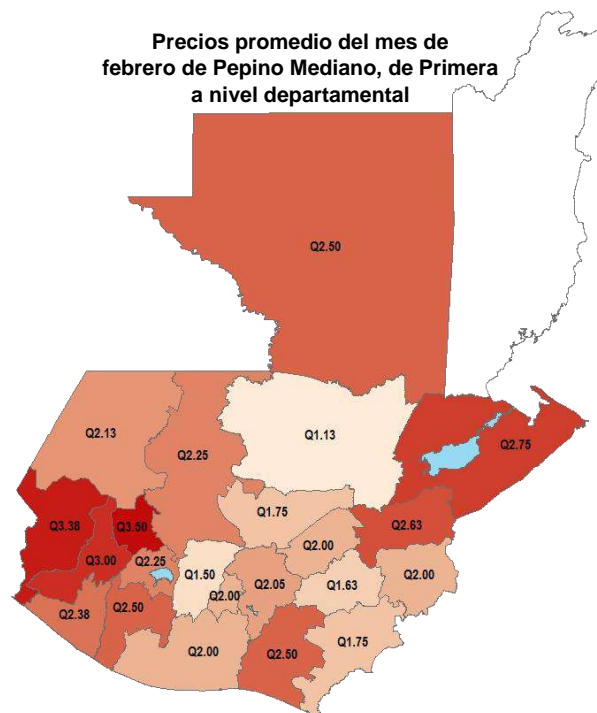 Precios promedio del mes de
febrero de Pepino Mediano, de Primera
a nivel departamental
Q2.50
Q2.13
Q2.25
Q1.13
Q2.75
Q3.38
Q3.50
Q1.75
Q2.63
Q3.00
Q2.25
Q2.00
Q1.50
Q2.00
Q2.05
Q1.63
Q2.00
Q2.38
Q2.50
Q2.00
Q2.50
Q1.75